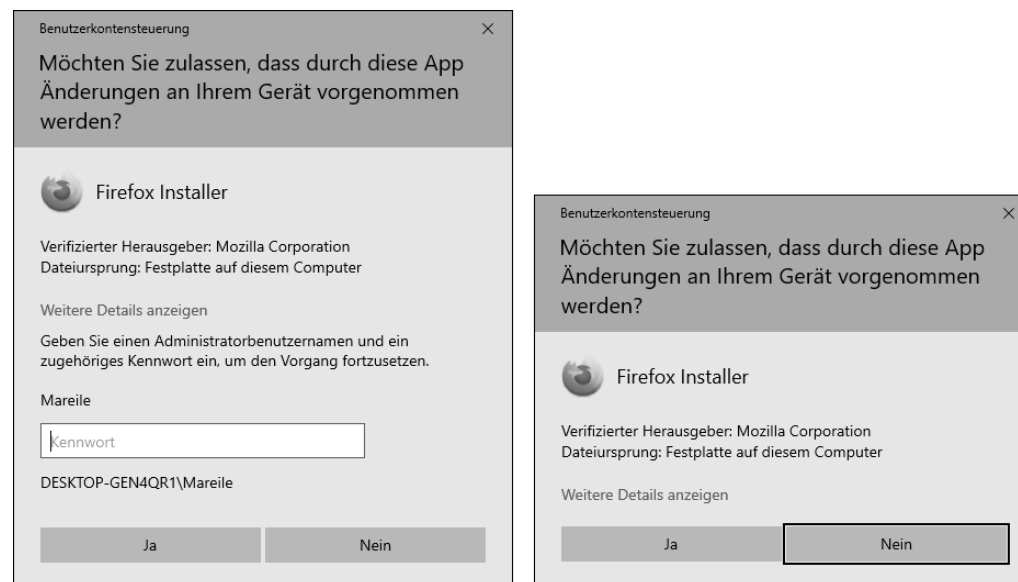 Benutzerkontensteuerung
Möchten Sie zulassen, dass durch diese App
Änderungen an Ihrem Gerät vorgenommen
werden?
Firefox Installer
Verifizierter Herausgeber: Mozilla Corporation
Dateiursprung: Festplatte auf diesem Computer
Weitere Details anzeigen
Geben Sie einen Administratorbenutzernamen und ein
zugehöriges Kennwort ein, um den Vorgang fortzusetzen.
Mareile
Kennwort
DESKTOP-GEN4QR1\Mareile
Ja
Nein
Benutzerkontensteuerung
Möchten Sie zulassen, dass durch diese App
Änderungen an Ihrem Gerät vorgenommen
werden?
Firefox Installer
Verifizierter Herausgeber: Mozilla Corporation
Dateiursprung: Festplatte auf diesem Computer
Weitere Details anzeigen
Ja
Nein